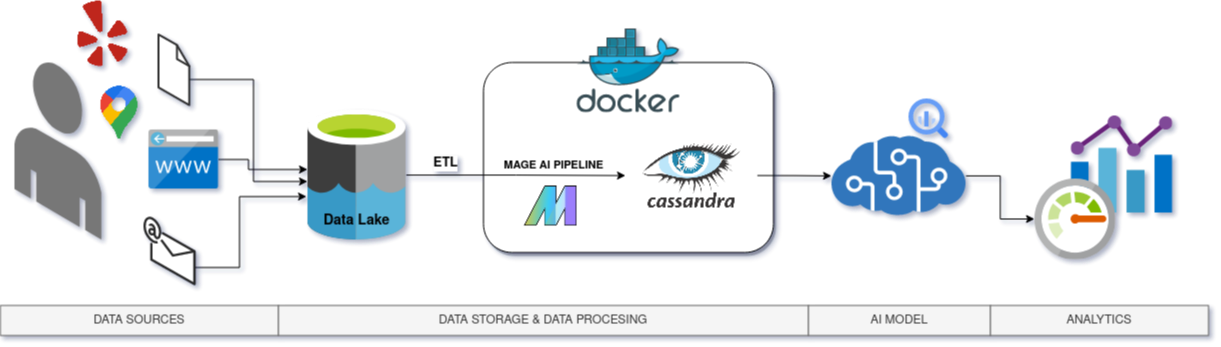 docker
@
WWW
ETL
MAGE AI PIPELINE
cassandra
Data Lake
DATA SOURCES
DATA STORAGE & DATA PROCESING
AI MODEL
ANALYTICS